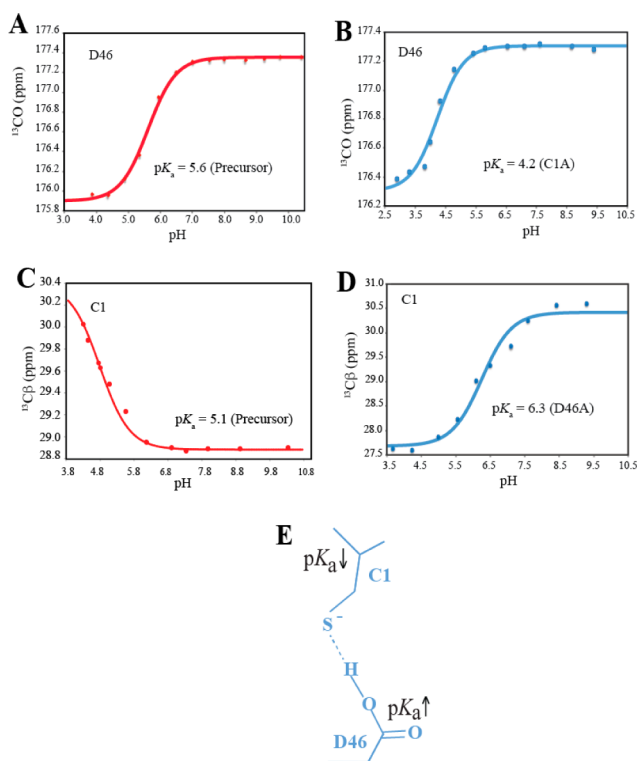 A
D46
¹³CO (ppm)
177.6
177.4
177.2
176.8
176.6
176.4
176.2
176.0
175.8
pKₐ = 5.6 (Precursor)
3.0 4.0 5.0 6.0 7.0 8.0 9.0 10.0
pH
B
D46
¹³CO (ppm)
177.4
177.2
176.9
176.8
176.4
176.2
pKₐ = 4.2 (C1A)
2.5 3.5 4.5 5.5 6.5 7.5 8.5 9.5 10.5
pH
C
C1
¹³Cβ (ppm)
30.4
30.2
30.0
29.8
29.6
29.4
29.2
29.0
28.8
pKₐ = 5.1 (Precursor)
3.8 4.8 5.8 6.8 7.8 8.8 9.8 10.8
pH
D
C1
¹³Cβ (ppm)
31.0
30.5
30.0
29.5
29.0
28.5
28.0
27.5
pKₐ = 6.3 (D46A)
3.5 4.5 5.5 6.5 7.5 8.5 9.5 10.5
pH
E
pKₐ↓
C1
S⁻
H
O
pKₐ↑
D46
O